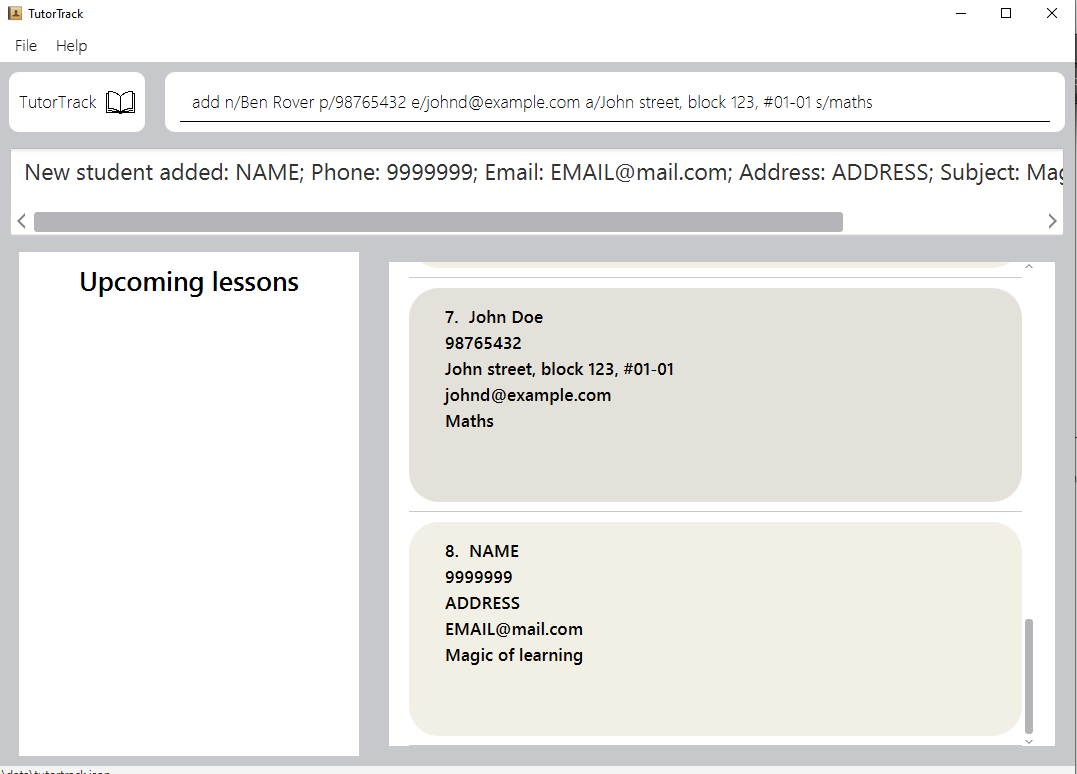 TutorTrack
File Help
TutorTrack
add n/Ben Rover p/98765432 e/johnd@example.com a/John street, block 123, #01-01 s/maths
New student added: NAME; Phone: 9999999; Email: EMAIL@mail.com; Address: ADDRESS; Subject: Mag
Upcoming lessons
7. John Doe
98765432
John street, block 123, #01-01
johnd@example.com
Maths
8. NAME
9999999
ADDRESS
EMAIL@mail.com
Magic of learning